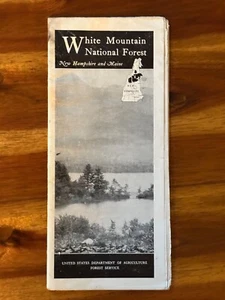 White Mountain
National Forest
New Hampshire and Maine
UNITED STATES DEPARTMENT OF AGRICULTURE
FOREST SERVICE